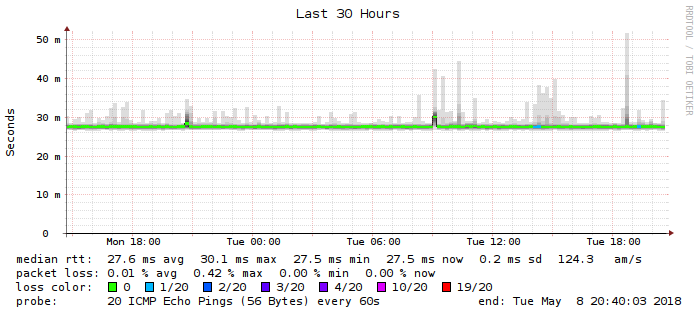 Last 30 Hours
RRDTOOL / TOBI OETIKER
Seconds
50 m
40 m
30 m
20 m
10 m
0
Mon 18:00 Tue 00:00 Tue 06:00 Tue 12:00 Tue 18:00
median rtt: 27.6 ms avg 30.1 ms max 27.5 ms min 27.5 ms now 0.2 ms sd 124.3 am/s
packet loss: 0.01 % avg 0.42 % max 0.00 % min 0.00 % now
loss color: 0 1/20 2/20 3/20 4/20 10/20 19/20
probe: 20 ICMP Echo Pings (56 Bytes) every 60s end: Tue May 8 20:40:03 2018